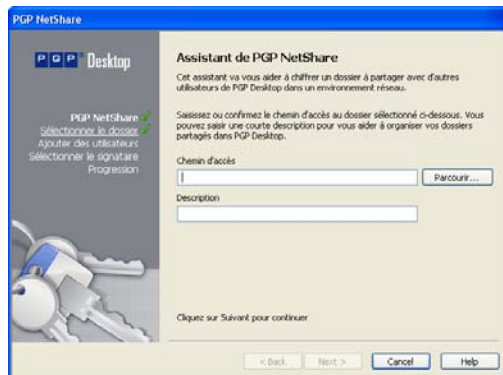 PGP NetShare
PGP Desktop
PGP NetShare
Sélectionner le dossier
Ajouter des utilisateurs
Sélectionner le signataire
Progression
Assistant de PGP NetShare
Cet assistant va vous aider à chiffrer un dossier à partager avec d'autres
utilisateurs de PGP Desktop dans un environnement réseau.
Saisissez ou confirmez le chemin d'accès au dossier sélectionné ci-dessous. Vous
pouvez saisir une courte description pour vous aider à organiser vos dossiers
partagés dans PGP Desktop.
Chemin d'accès
Parcourir...
Description
Cliquez sur Suivant pour continuer
< Back
Next >
Cancel
Help